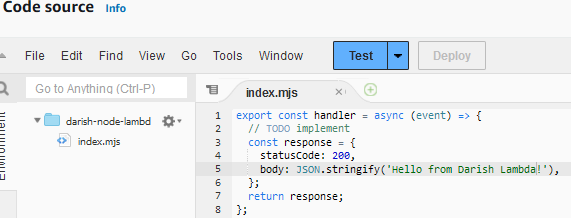 Code source Info
File Edit Find View Go Tools Window Test Deploy
Go to Anything (Ctrl-P)
index.mjs
darish-node-lambd
index.mjs
Environment
1 export const handler = async (event) => {
2 // TODO implement
3 const response = {
4 statusCode: 200,
5 body: JSON.stringify('Hello from Darish Lambda!'),
6 };
7 return response;
8 };